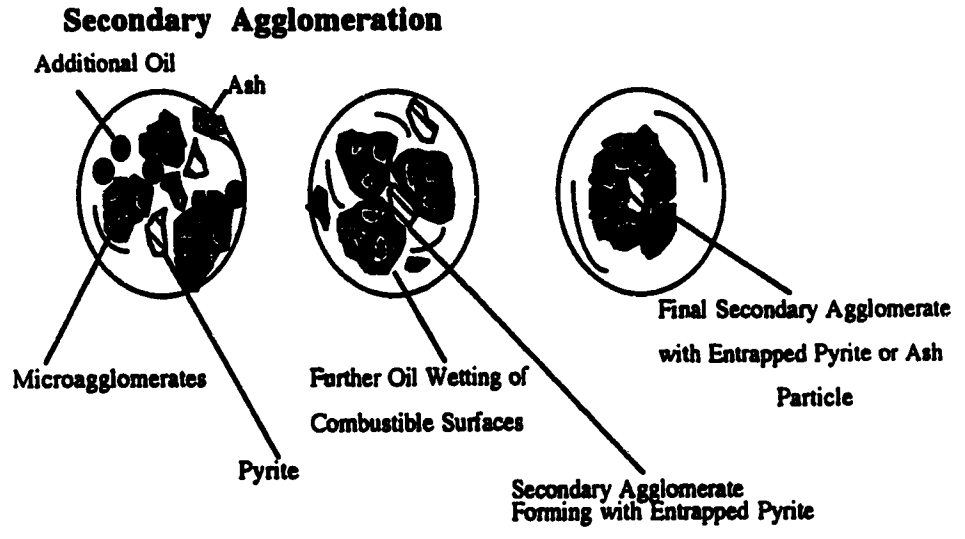 Secondary Agglomeration
Additional Oil
Ash
Microagglomerates
Pyrite
Further Oil Wetting of
Combustible Surfaces
Secondary Agglomerate
Forming with Entrapped Pyrite
Final Secondary Agglomerate
with Entrapped Pyrite or Ash
Particle